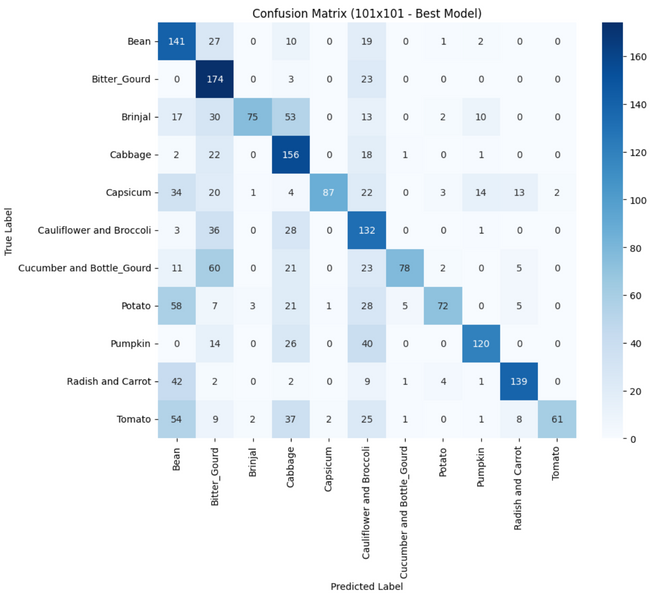 Confusion Matrix (101x101 - Best Model)
Bean 141 27 0 10 0 19 0 1 2 0 0
Bitter_Gourd 0 174 0 3 0 23 0 0 0 0 0
Brinjal 17 30 75 53 0 13 0 2 10 0 0
Cabbage 2 22 0 156 0 18 1 0 1 0 0
Capsicum 34 20 1 4 87 22 0 3 14 13 2
Cauliflower and Broccoli 3 36 0 28 0 132 0 0 1 0 0
Cucumber and Bottle_Gourd 11 60 0 21 0 23 78 2 0 5 0
Potato 58 7 3 21 1 28 5 72 0 5 0
Pumpkin 0 14 0 26 0 40 0 0 120 0 0
Radish and Carrot 42 2 0 2 0 9 1 4 1 139 0
Tomato 54 9 2 37 2 25 1 0 1 8 61
True Label
Bean
Bitter_Gourd
Brinjal
Cabbage
Capsicum
Cauliflower and Broccoli
Cucumber and Bottle_Gourd
Potato
Pumpkin
Radish and Carrot
Tomato
Predicted Label
160
140
120
100
80
60
40
20
0